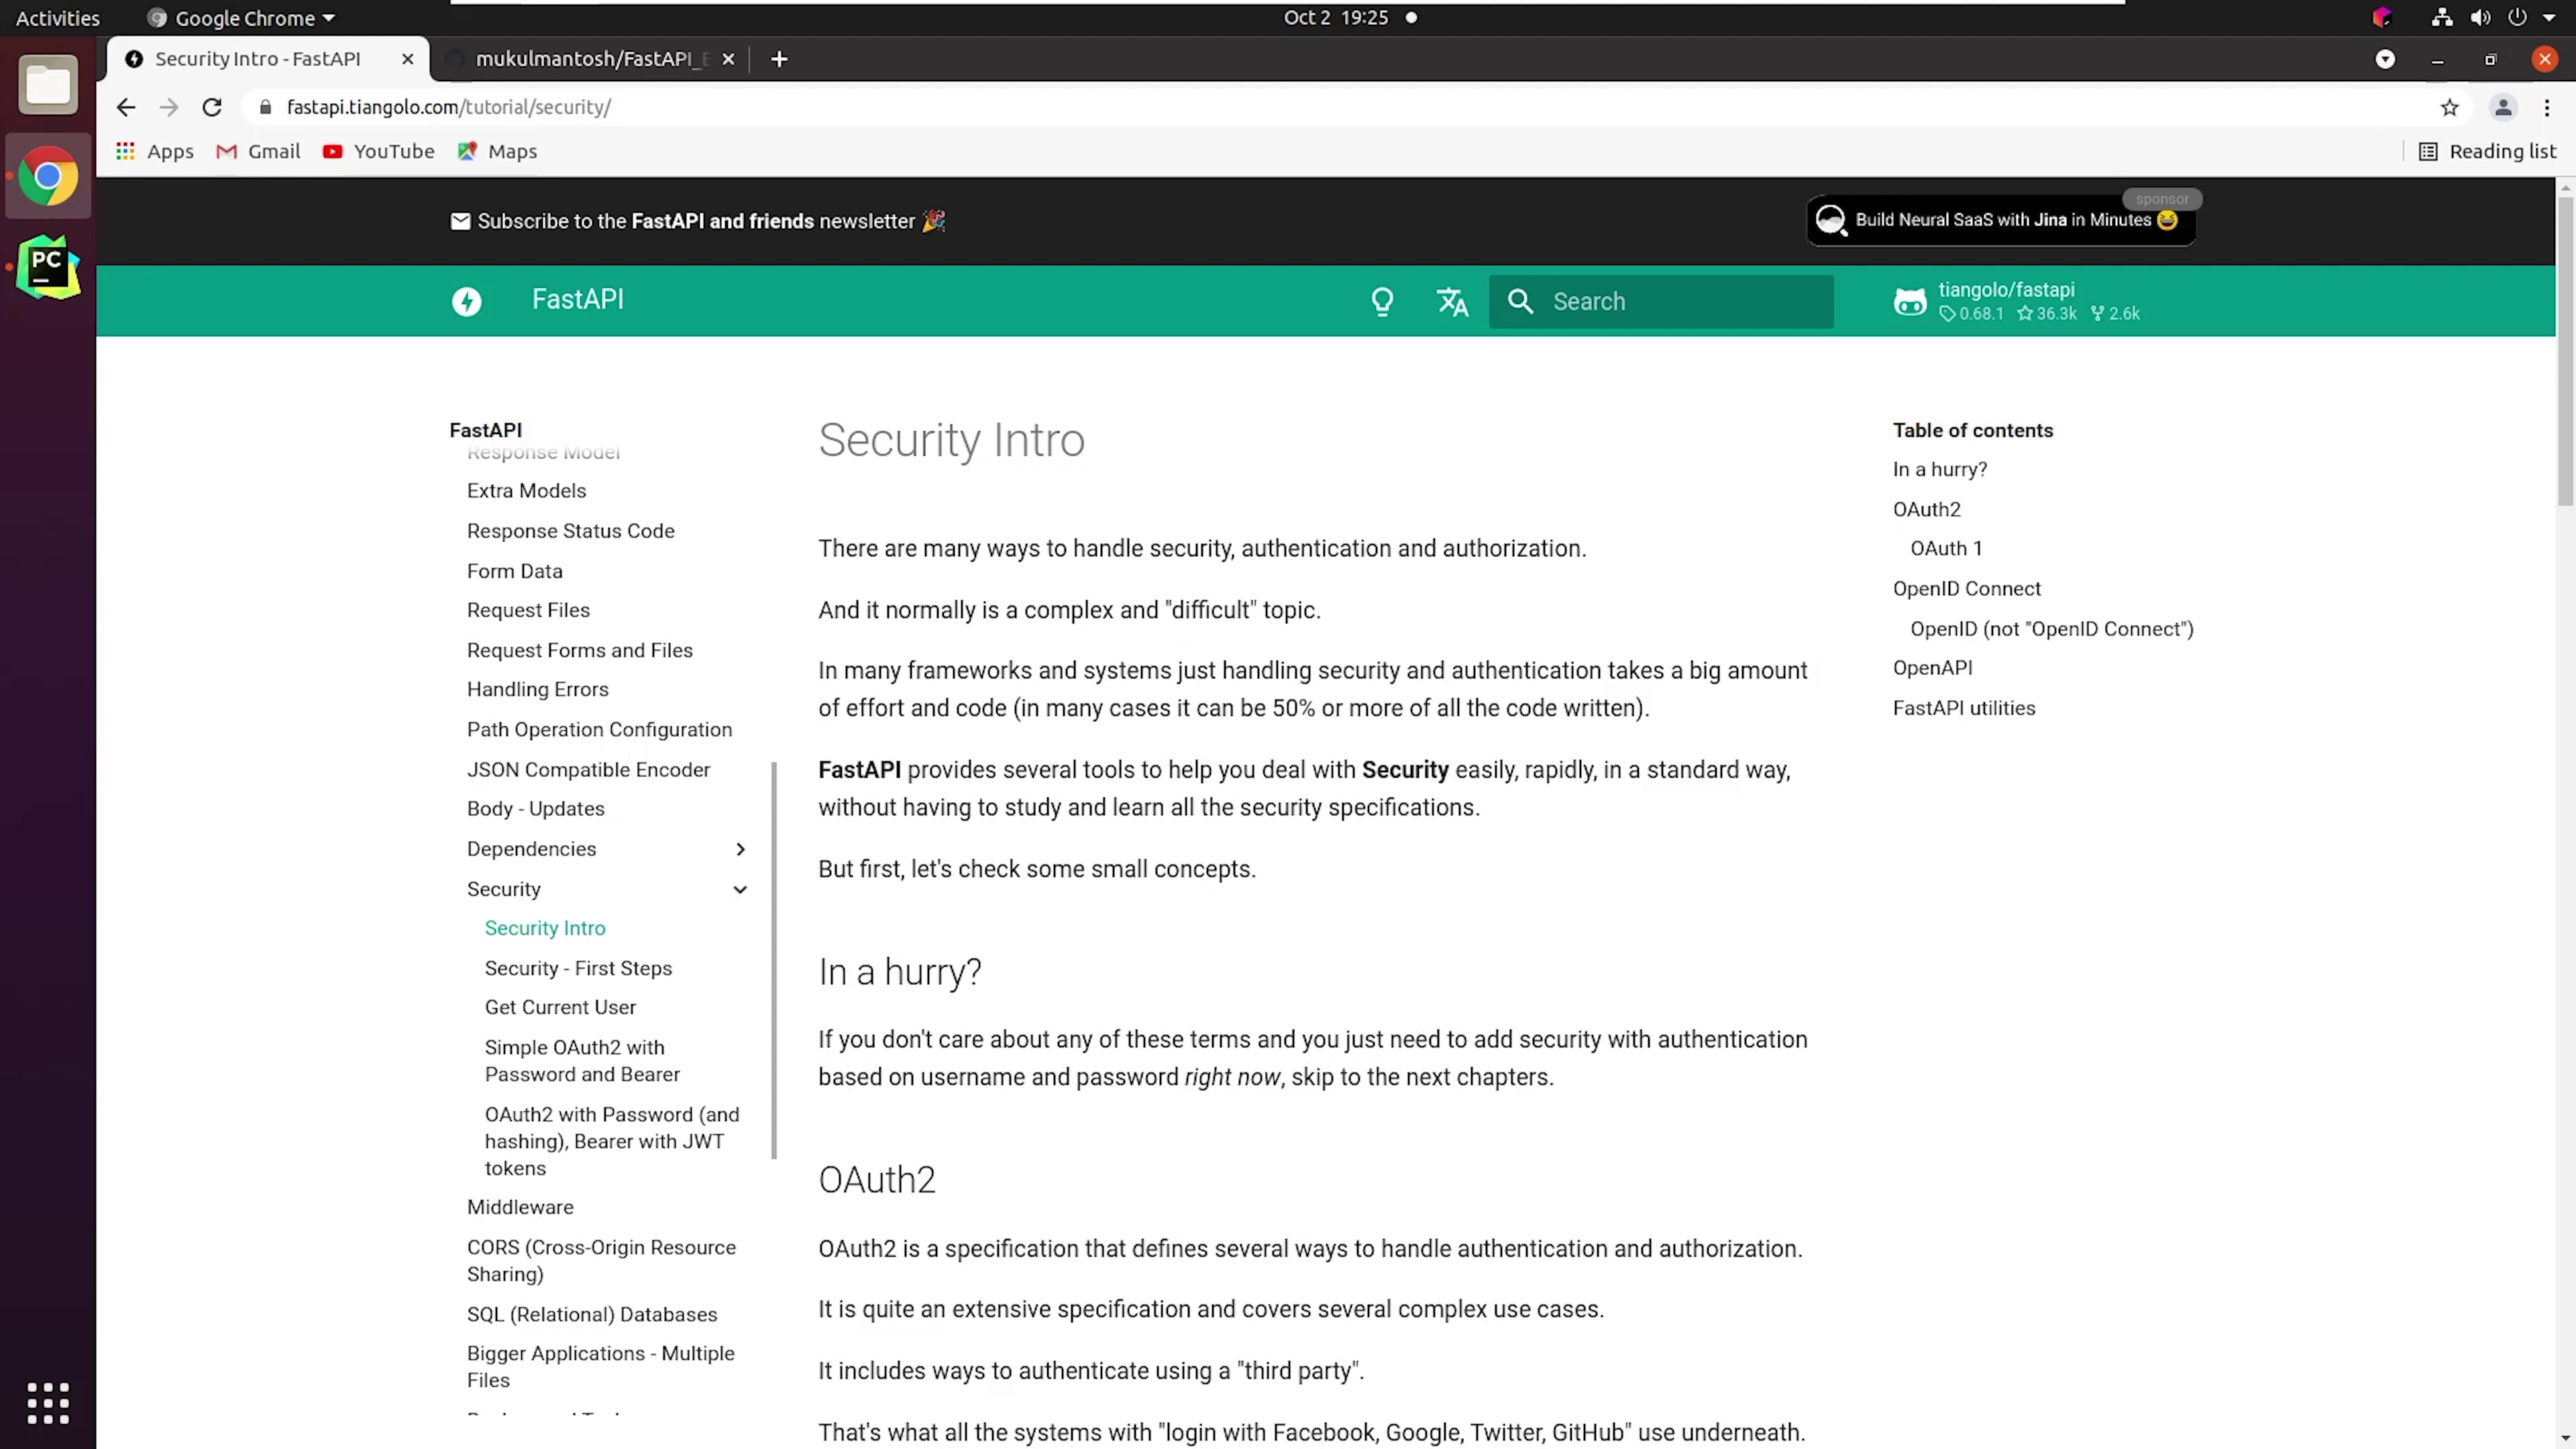 Activities
Google Chrome
Oct 2 19:25
Security Intro - FastAPI
mukulmantosh/FastAPI_E
fastapi.tiangolo.com/tutorial/security/
Apps
Gmail
YouTube
Maps
Reading list
PC
Subscribe to the FastAPI and friends newsletter
sponsor
Build Neural SaaS with Jina in Minutes
FastAPI
Search
tiangolo/fastapi
0.68.1 36.3k 2.6k
FastAPI
Response Model
Extra Models
Response Status Code
Form Data
Request Files
Request Forms and Files
Handling Errors
Path Operation Configuration
JSON Compatible Encoder
Body - Updates
Dependencies
Security
Security Intro
Security - First Steps
Get Current User
Simple OAuth2 with
Password and Bearer
OAuth2 with Password (and
hashing), Bearer with JWT
tokens
Middleware
CORS (Cross-Origin Resource
Sharing)
SQL (Relational) Databases
Bigger Applications - Multiple
Files
Security Intro
There are many ways to handle security, authentication and authorization.
And it normally is a complex and "difficult" topic.
In many frameworks and systems just handling security and authentication takes a big amount
of effort and code (in many cases it can be 50% or more of all the code written).
FastAPI provides several tools to help you deal with Security easily, rapidly, in a standard way,
without having to study and learn all the security specifications.
But first, let's check some small concepts.
In a hurry?
If you don't care about any of these terms and you just need to add security with authentication
based on username and password right now, skip to the next chapters.
OAuth2
OAuth2 is a specification that defines several ways to handle authentication and authorization.
It is quite an extensive specification and covers several complex use cases.
It includes ways to authenticate using a "third party".
That's what all the systems with "login with Facebook, Google, Twitter, GitHub" use underneath.
Table of contents
In a hurry?
OAuth2
OAuth 1
OpenID Connect
OpenID (not "OpenID Connect")
OpenAPI
FastAPI utilities